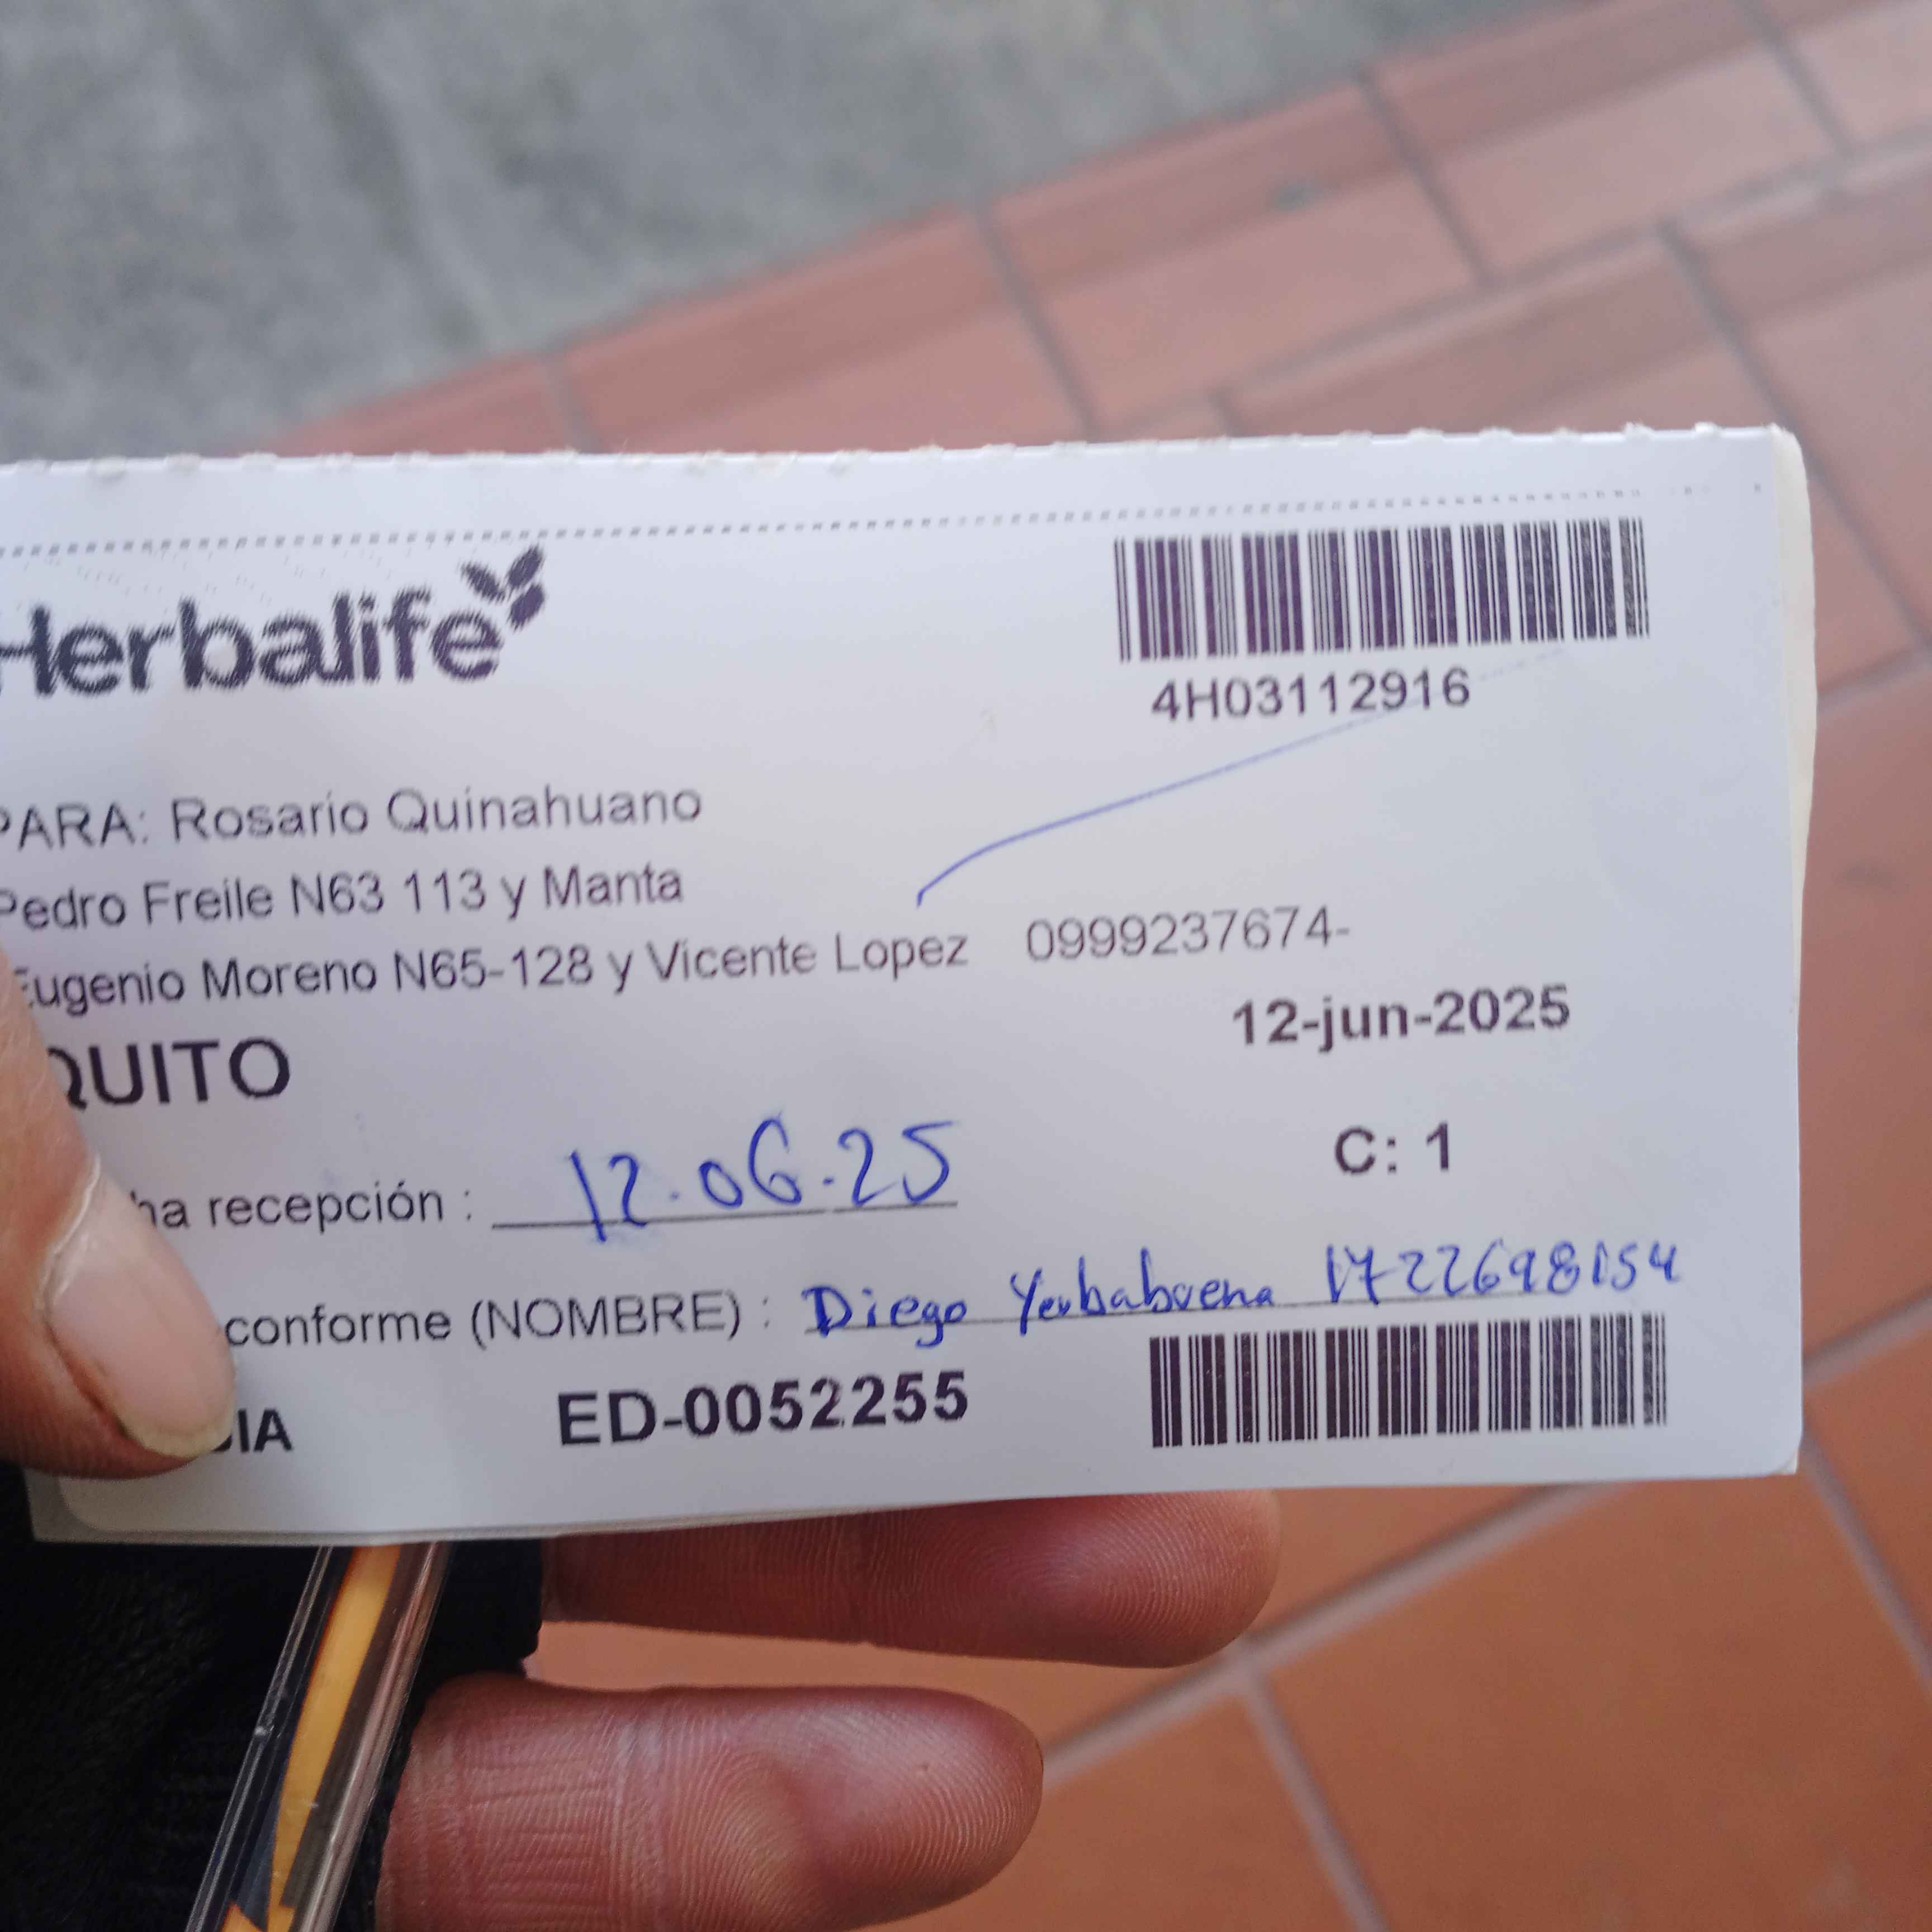 Herbalife
4H03112916
PARA: Rosario Quinahuano
Pedro Freile N63 113 y Manta
Eugenio Moreno N65-128 y Vicente Lopez 0999237674-
12-jun-2025
QUITO
C: 1
ha recepción : 12.06.25
conforme (NOMBRE) : Diego Yerbabuena 1722698154
IA ED-0052255